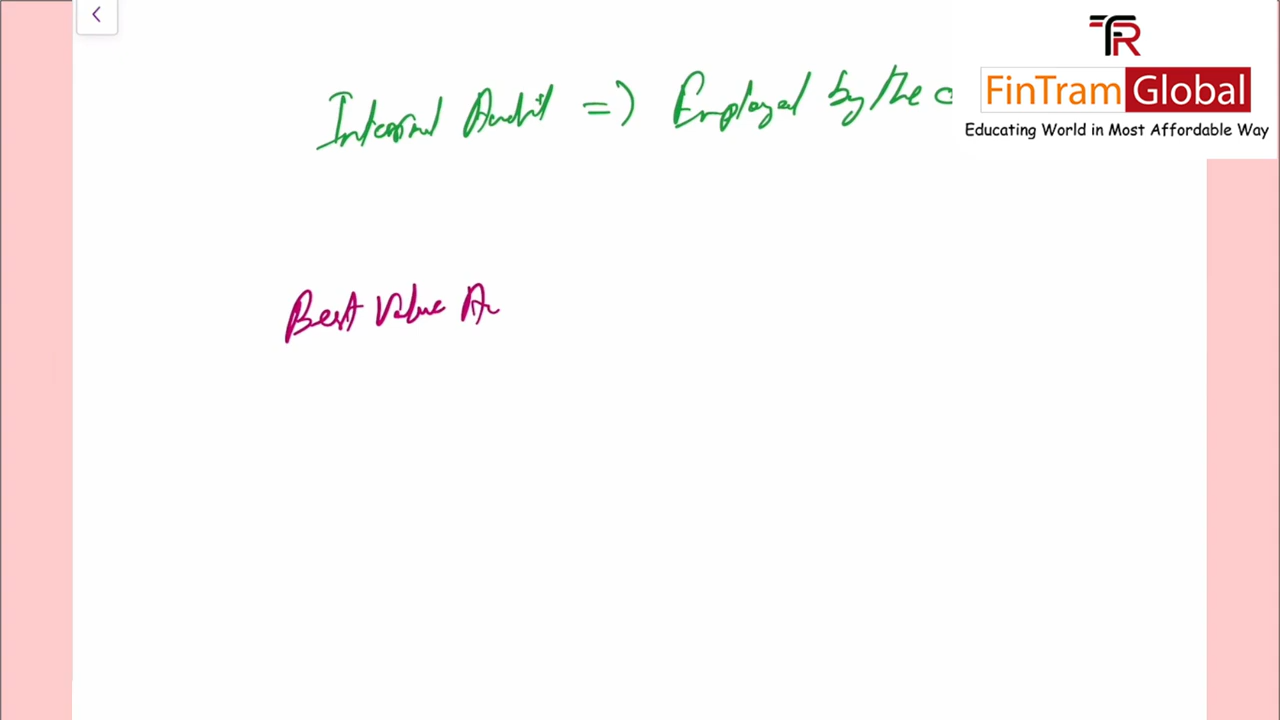 FinTram Global
Educating World in Most Affordable Way
Internal Audit => Employed by the c
Best Value Au